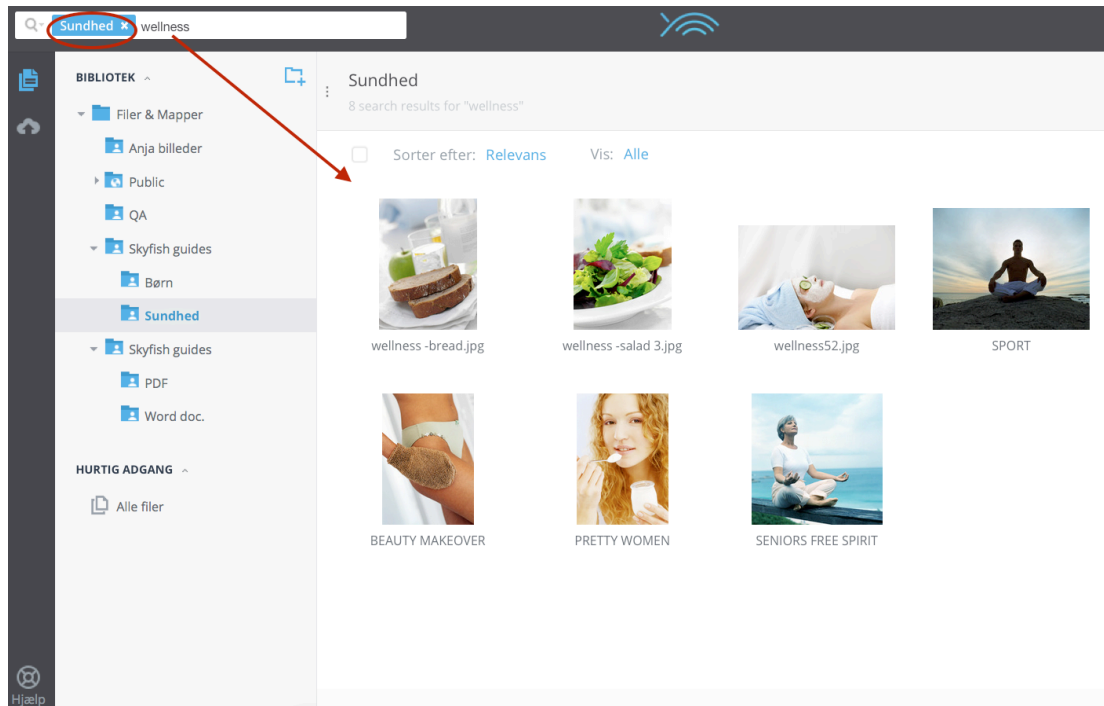 Sundhed × wellness
BIBLIOTEK
Filer & Mapper
Anja billeder
Public
QA
Skyfish guides
Børn
Sundhed
Skyfish guides
PDF
Word doc.
HURTIG ADGANG
Alle filer
Hjælp
Sundhed
8 search results for "wellness"
Sorter efter: Relevans Vis: Alle
wellness -bread.jpg wellness -salad 3.jpg wellness52.jpg SPORT
BEAUTY MAKEOVER PRETTY WOMEN SENIORS FREE SPIRIT